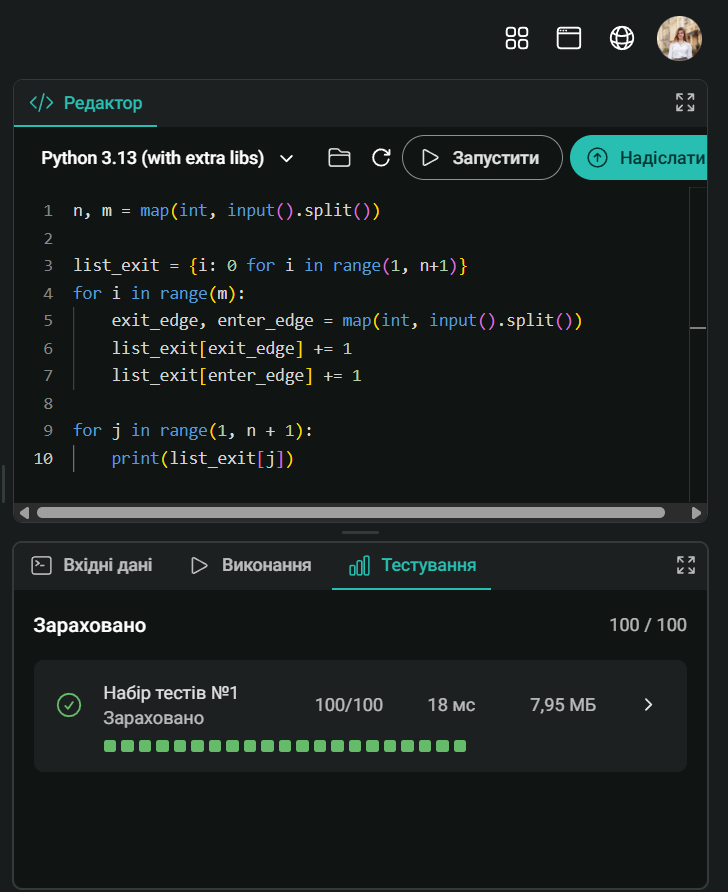 </> Редактор
Python 3.13 (with extra libs)
Запустити
Надіслати
1 n, m = map(int, input().split())
2
3 list_exit = {i: 0 for i in range(1, n+1)}
4 for i in range(m):
5     exit_edge, enter_edge = map(int, input().split())
6     list_exit[exit_edge] += 1
7     list_exit[enter_edge] += 1
8
9 for j in range(1, n + 1):
10     print(list_exit[j])
Вхідні дані
Виконання
Тестування
Зараховано 100 / 100
Набір тестів №1 100/100 18 мс 7,95 МБ
Зараховано